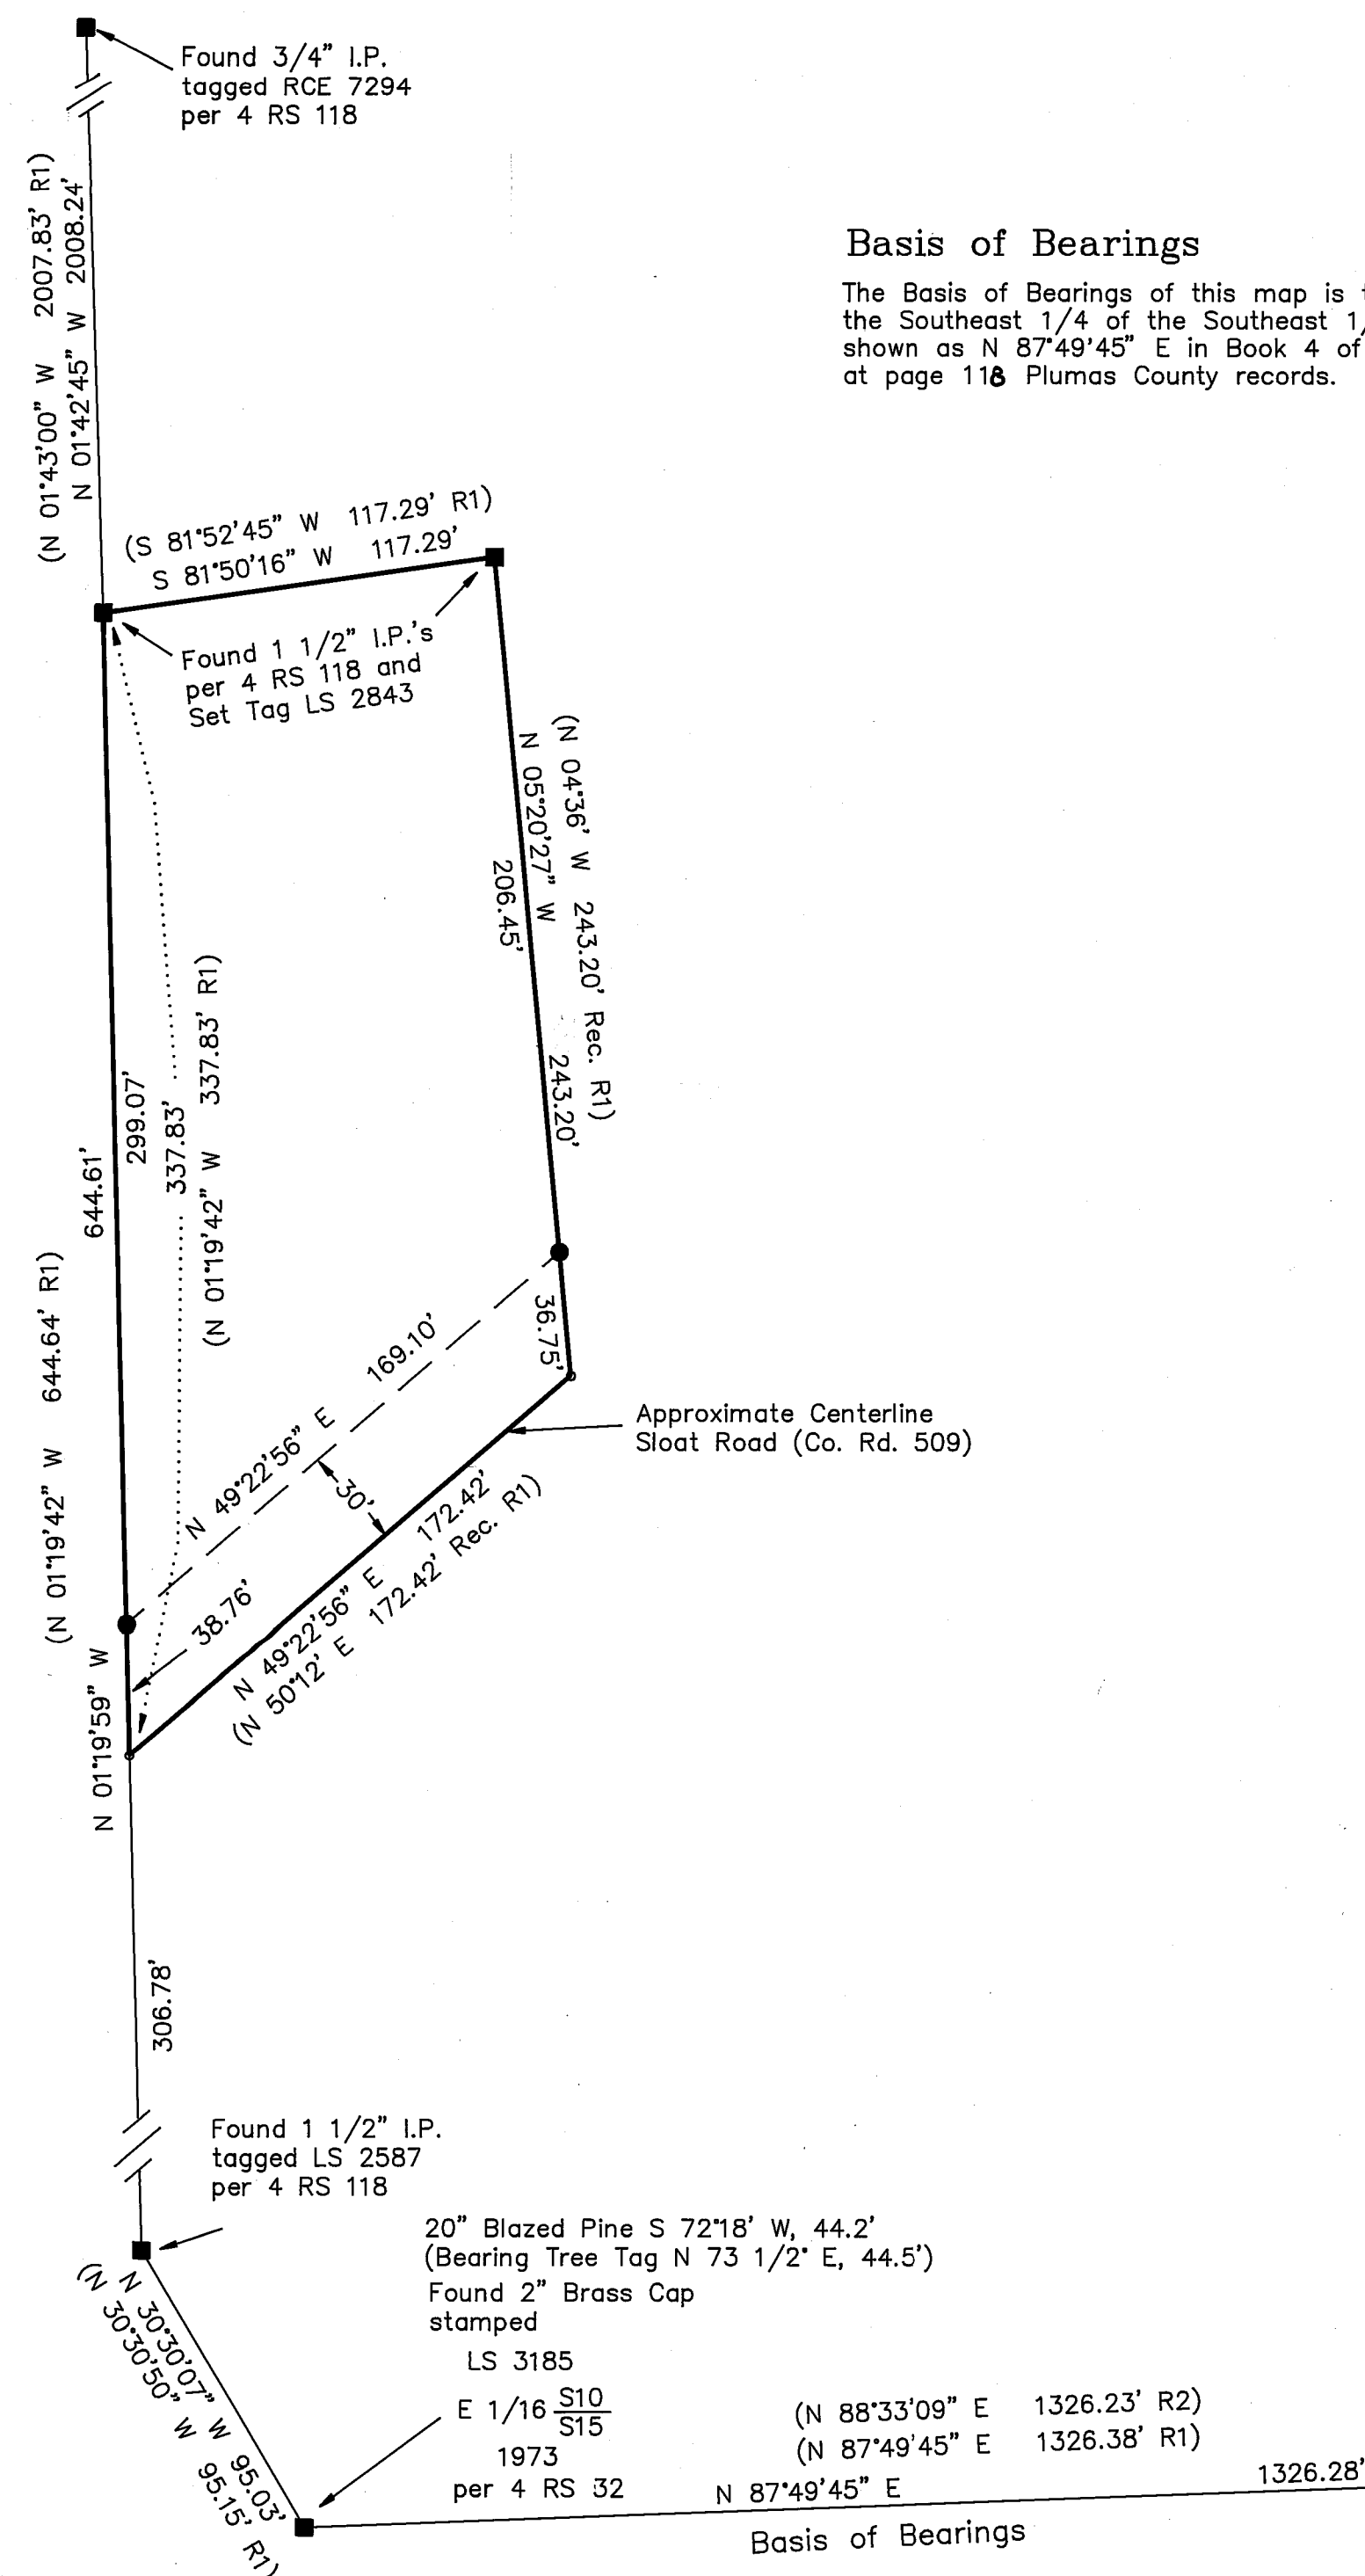 Found 3/4" I.P.
tagged RCE 7294
per 4 RS 118
(N 01°43'00" W 2007.83' R1)
N 01°42'45" W 2008.24'
Basis of Bearings
The Basis of Bearings of this map is
the Southeast 1/4 of the Southeast
shown as N 87°49'45" E in Book 4 of
at page 118 Plumas County records.
(S 81°52'45" W 117.29' R1)
S 81°50'16" W 117.29'
Found 1 1/2" I.P.'s
per 4 RS 118 and
Set Tag LS 2843
(N 04°36' W 243.20' Rec. R1)
N 05°20'27" W
206.45'
243.20'
299.07'
337.83'
(N 01°19'42" W 337.83' R1)
644.61'
(N 01°19'42" W 644.64' R1)
N 01°19'59" W
36.75'
N 49°22'56" E 169.10'
30'
Approximate Centerline
Sloat Road (Co. Rd. 509)
38.76'
N 49°22'56" E 172.42'
(N 50°12' E 172.42' Rec. R1)
306.78'
Found 1 1/2" I.P.
tagged LS 2587
per 4 RS 118
20" Blazed Pine S 72°18' W, 44.2'
(Bearing Tree Tag N 73 1/2° E, 44.5')
Found 2" Brass Cap
stamped
LS 3185
E 1/16 S10
S15
1973
per 4 RS 32
N 30°30'07" W 95.03'
(N 30°30'50" W 95.15' R1)
(N 88°33'09" E 1326.23' R2)
(N 87°49'45" E 1326.38' R1)
N 87°49'45" E 1326.28'
Basis of Bearings